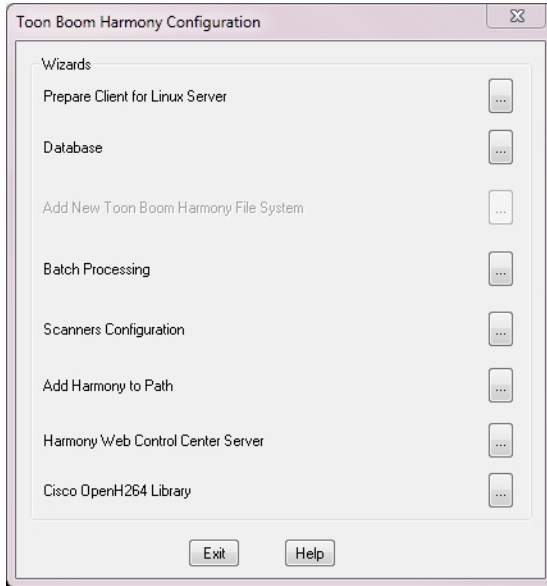 Toon Boom Harmony Configuration
Wizards
Prepare Client for Linux Server ...
Database ...
Add New Toon Boom Harmony File System ...
Batch Processing ...
Scanners Configuration ...
Add Harmony to Path ...
Harmony Web Control Center Server ...
Cisco OpenH264 Library ...
Exit Help